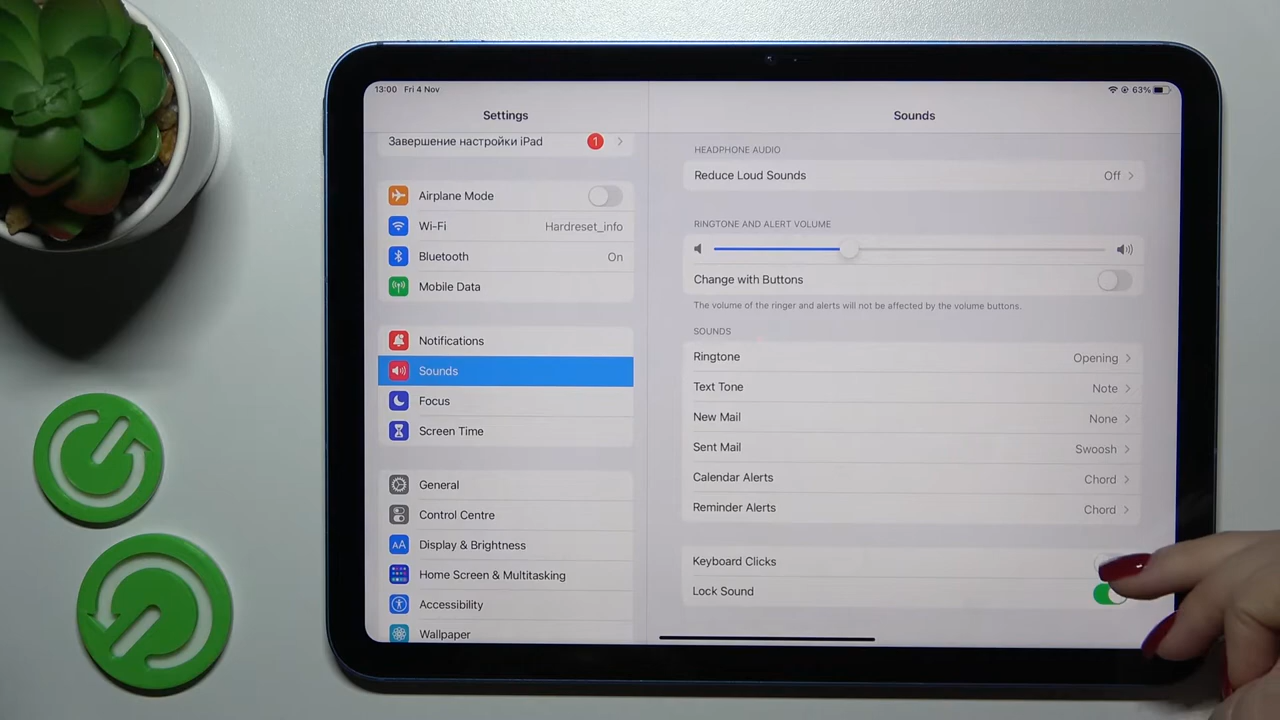 13:00 Fri 4 Nov
63%
Settings
Завершение настройки iPad 1
Airplane Mode
Wi-Fi Hardreset_info
Bluetooth On
Mobile Data
Notifications
Sounds
Focus
Screen Time
General
Control Centre
AA Display & Brightness
Home Screen & Multitasking
Accessibility
Wallpaper
Sounds
HEADPHONE AUDIO
Reduce Loud Sounds Off
RINGTONE AND ALERT VOLUME
Change with Buttons
The volume of the ringer and alerts will not be affected by the volume buttons.
SOUNDS
Ringtone Opening
Text Tone Note
New Mail None
Sent Mail Swoosh
Calendar Alerts Chord
Reminder Alerts Chord
Keyboard Clicks
Lock Sound